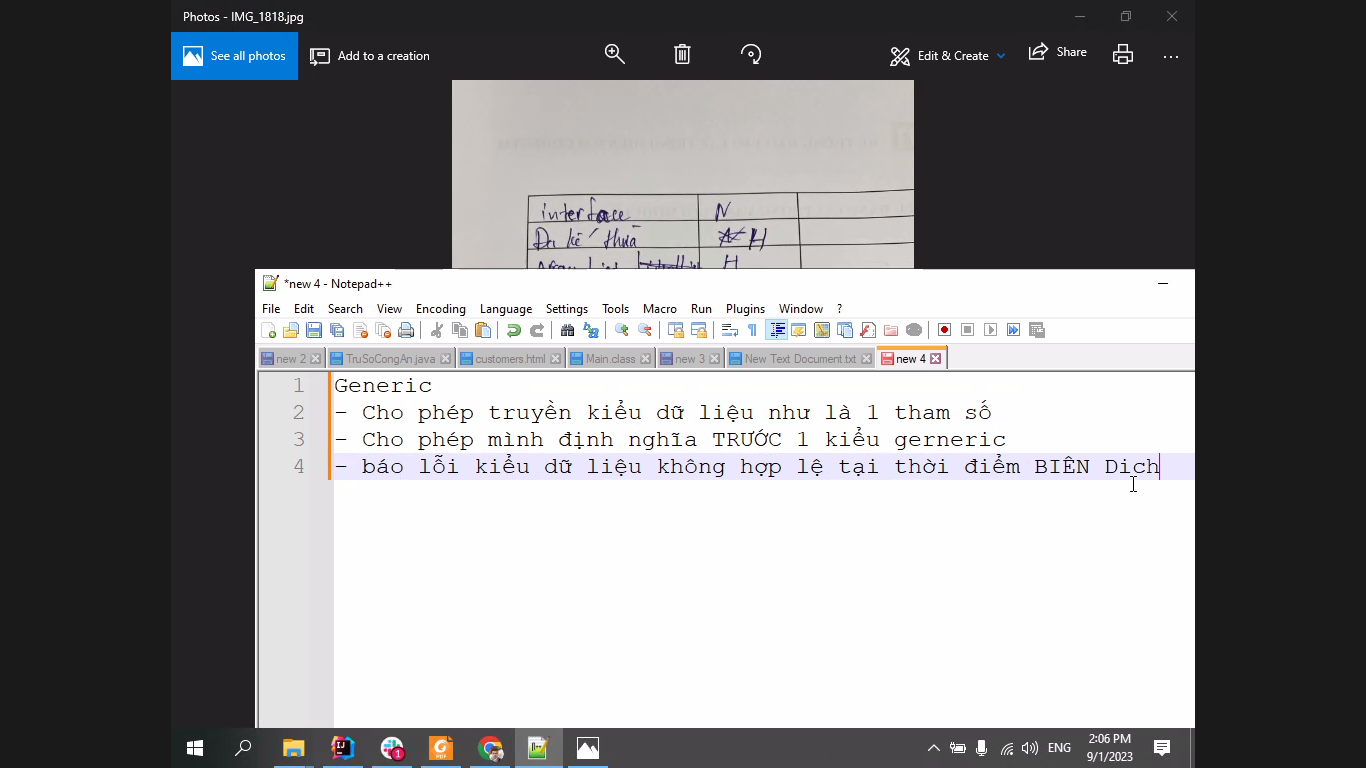 Photos - IMG_1818.jpg
See all photos
Add to a creation
Edit & Create
Share
interface N
Đa kế thừa H
H
*new 4 - Notepad++
File Edit Search View Encoding Language Settings Tools Macro Run Plugins Window ?
new 2 TruSoCongAn.java customers.html Main.class new 3 New Text Document.txt new 4
1 Generic
2 - Cho phép truyền kiểu dữ liệu như là 1 tham số
3 - Cho phép mình định nghĩa TRƯỚC 1 kiểu gerneric
4 - báo lỗi kiểu dữ liệu không hợp lệ tại thời điểm BIÊN Dich
ENG
2:06 PM
9/1/2023